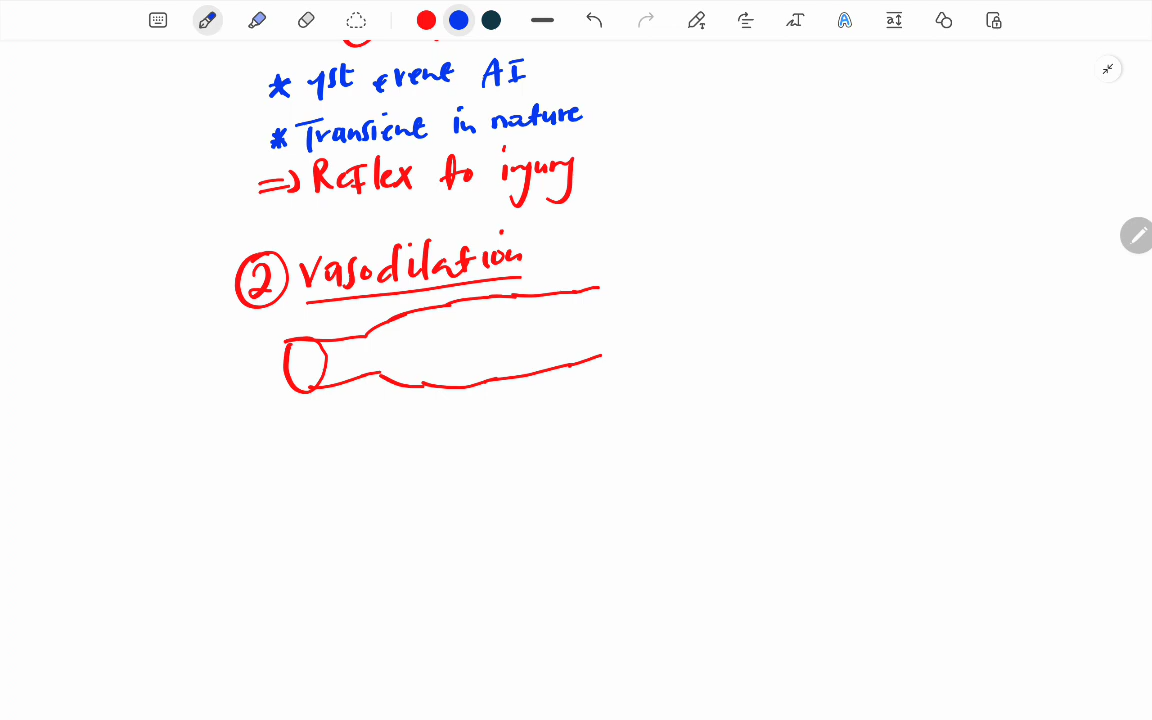 * 1st event AI
* Transient in nature
=> Reflex to injury
② Vasodilation